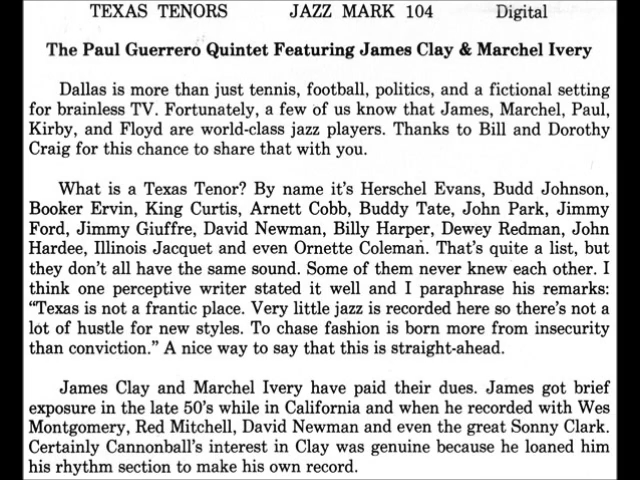 TEXAS TENORS JAZZ MARK 104 Digital
The Paul Guerrero Quintet Featuring James Clay & Marchel Ivery
Dallas is more than just tennis, football, politics, and a fictional setting
for brainless TV. Fortunately, a few of us know that James, Marchel, Paul,
Kirby, and Floyd are world-class jazz players. Thanks to Bill and Dorothy
Craig for this chance to share that with you.
What is a Texas Tenor? By name it's Herschel Evans, Budd Johnson,
Booker Ervin, King Curtis, Arnett Cobb, Buddy Tate, John Park, Jimmy
Ford, Jimmy Giuffre, David Newman, Billy Harper, Dewey Redman, John
Hardee, Illinois Jacquet and even Ornette Coleman. That's quite a list, but
they don't all have the same sound. Some of them never knew each other. I
think one perceptive writer stated it well and I paraphrase his remarks:
“Texas is not a frantic place. Very little jazz is recorded here so there's not a
lot of hustle for new styles. To chase fashion is born more from insecurity
than conviction.” A nice way to say that this is straight-ahead.
James Clay and Marchel Ivery have paid their dues. James got brief
exposure in the late 50's while in California and when he recorded with Wes
Montgomery, Red Mitchell, David Newman and even the great Sonny Clark.
Certainly Cannonball's interest in Clay was genuine because he loaned him
his rhythm section to make his own record.